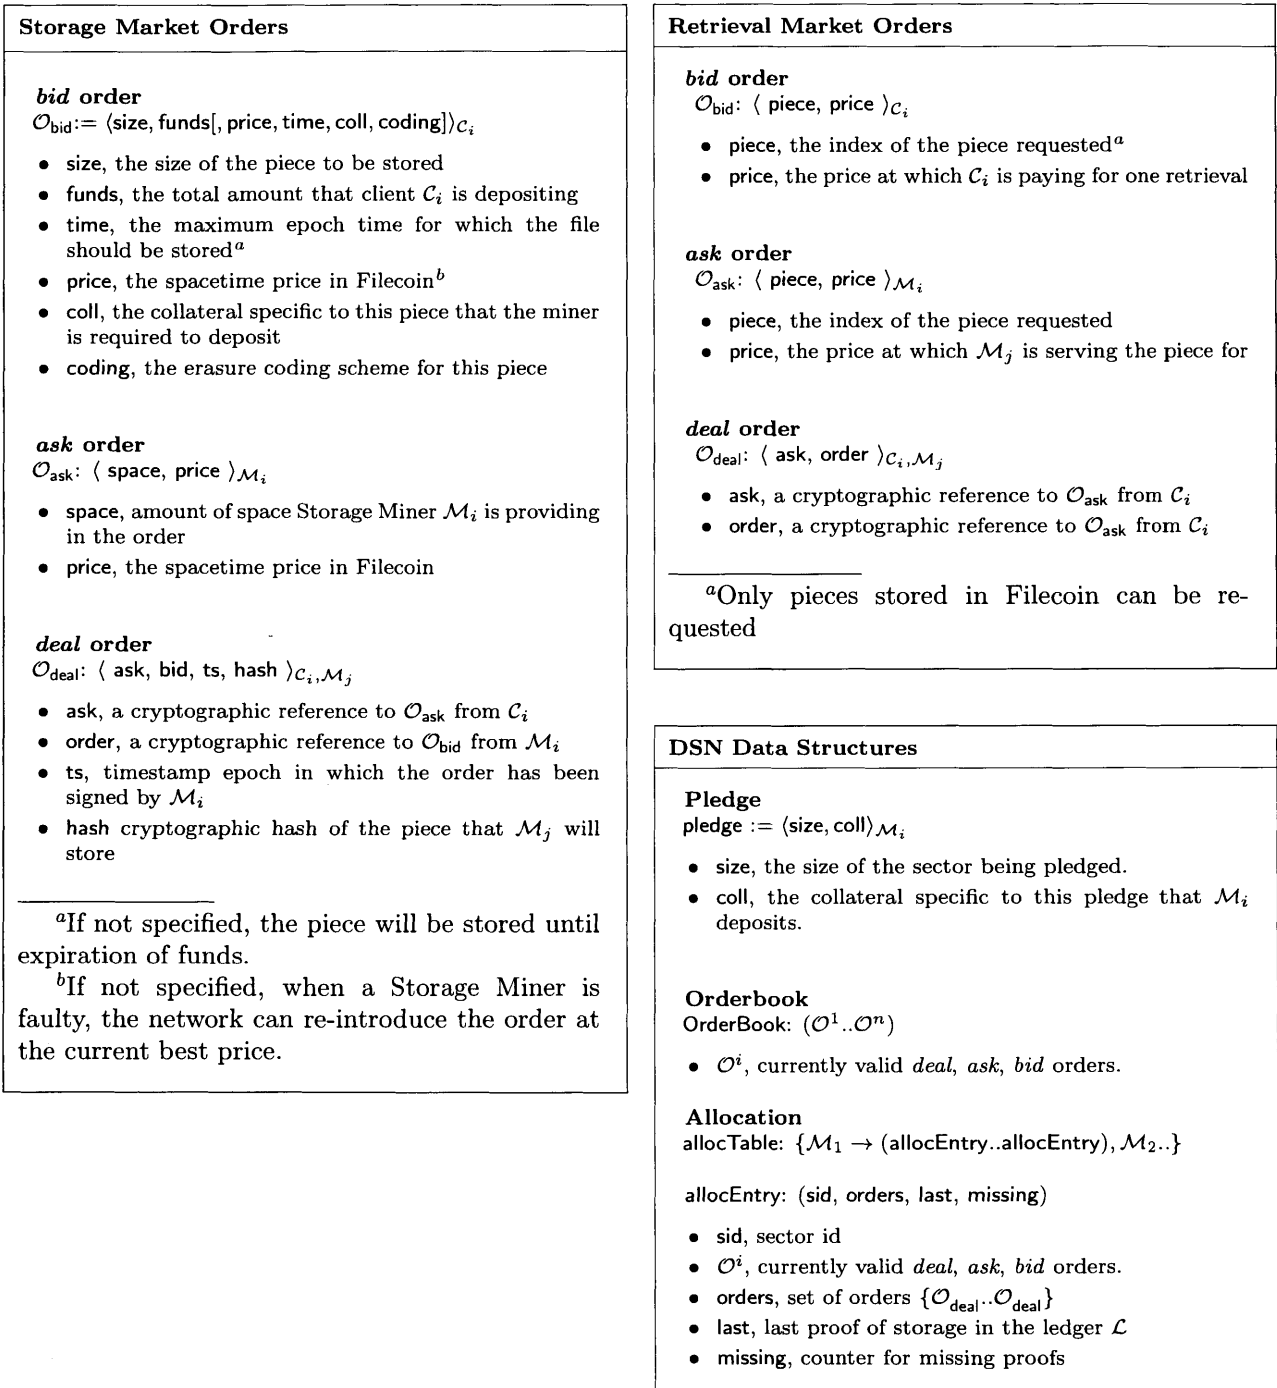 Storage Market Orders
bid order
𝒪bid:= ⟨size, funds[, price, time, coll, coding]⟩𝒞i
• size, the size of the piece to be stored
• funds, the total amount that client 𝒞i is depositing
• time, the maximum epoch time for which the file
should be storedᵃ
• price, the spacetime price in Filecoinᵇ
• coll, the collateral specific to this piece that the miner
is required to deposit
• coding, the erasure coding scheme for this piece
ask order
𝒪ask: ⟨ space, price ⟩ℳi
• space, amount of space Storage Miner ℳi is providing
in the order
• price, the spacetime price in Filecoin
deal order
𝒪deal: ⟨ ask, bid, ts, hash ⟩𝒞i,ℳj
• ask, a cryptographic reference to 𝒪ask from 𝒞i
• order, a cryptographic reference to 𝒪bid from ℳi
• ts, timestamp epoch in which the order has been
signed by ℳi
• hash cryptographic hash of the piece that ℳj will
store
ᵃIf not specified, the piece will be stored until
expiration of funds.
ᵇIf not specified, when a Storage Miner is
faulty, the network can re-introduce the order at
the current best price.
Retrieval Market Orders
bid order
𝒪bid: ⟨ piece, price ⟩𝒞i
• piece, the index of the piece requestedᵃ
• price, the price at which 𝒞i is paying for one retrieval
ask order
𝒪ask: ⟨ piece, price ⟩ℳi
• piece, the index of the piece requested
• price, the price at which ℳj is serving the piece for
deal order
𝒪deal: ⟨ ask, order ⟩𝒞i,ℳj
• ask, a cryptographic reference to 𝒪ask from 𝒞i
• order, a cryptographic reference to 𝒪ask from 𝒞i
ᵃOnly pieces stored in Filecoin can be re-
quested
DSN Data Structures
Pledge
pledge := ⟨size, coll⟩ℳi
• size, the size of the sector being pledged.
• coll, the collateral specific to this pledge that ℳi
deposits.
Orderbook
OrderBook: (𝒪¹..𝒪ⁿ)
• 𝒪ⁱ, currently valid deal, ask, bid orders.
Allocation
allocTable: {ℳ1 → (allocEntry..allocEntry), ℳ2..}
allocEntry: (sid, orders, last, missing)
• sid, sector id
• 𝒪ⁱ, currently valid deal, ask, bid orders.
• orders, set of orders {𝒪deal..𝒪deal}
• last, last proof of storage in the ledger ℒ
• missing, counter for missing proofs